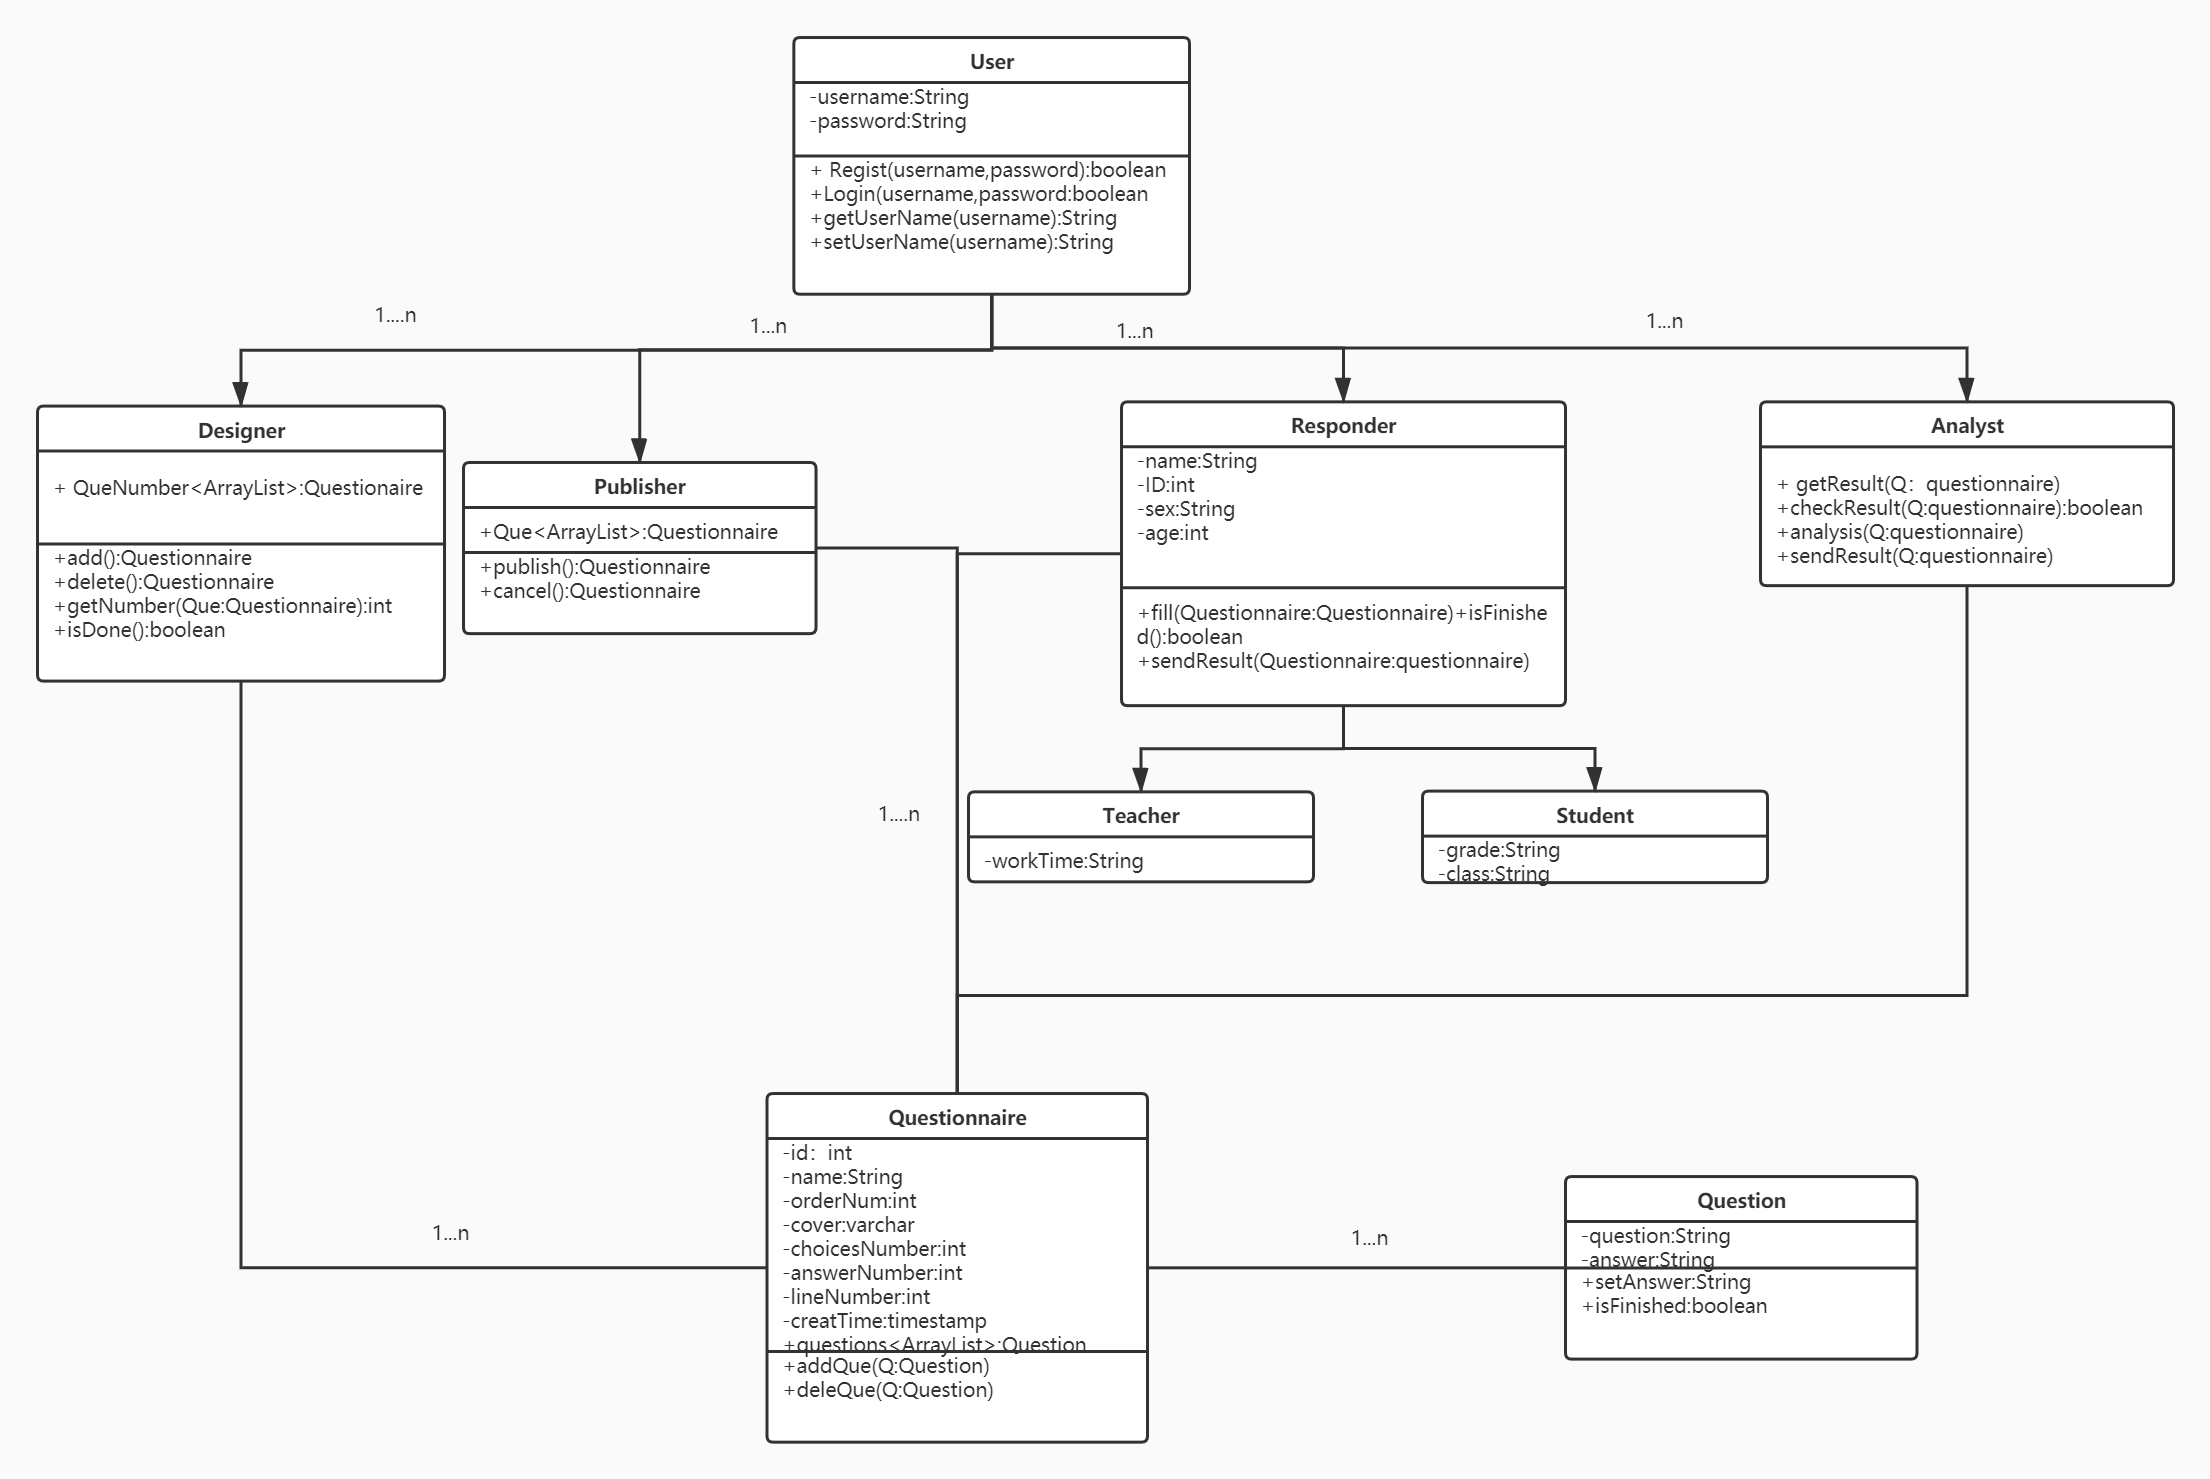 User
-username:String
-password:String
+ Regist(username,password):boolean
+Login(username,password:boolean
+getUserName(username):String
+setUserName(username):String
1....n
1...n
1...n
1...n
Designer
+ QueNumber<ArrayList>:Questionaire
+add():Questionnaire
+delete():Questionnaire
+getNumber(Que:Questionnaire):int
+isDone():boolean
Publisher
+Que<ArrayList>:Questionnaire
+publish():Questionnaire
+cancel():Questionnaire
Responder
-name:String
-ID:int
-sex:String
-age:int
+fill(Questionnaire:Questionnaire)+isFinishe
d():boolean
+sendResult(Questionnaire:questionnaire)
Analyst
+ getResult(Q：questionnaire)
+checkResult(Q:questionnaire):boolean
+analysis(Q:questionnaire)
+sendResult(Q:questionnaire)
1....n
Teacher
-workTime:String
Student
-grade:String
-class:String
1...n
Questionnaire
-id：int
-name:String
-orderNum:int
-cover:varchar
-choicesNumber:int
-answerNumber:int
-lineNumber:int
-creatTime:timestamp
+questions<ArrayList>:Question
+addQue(Q:Question)
+deleQue(Q:Question)
1...n
Question
-question:String
-answer:String
+setAnswer:String
+isFinished:boolean